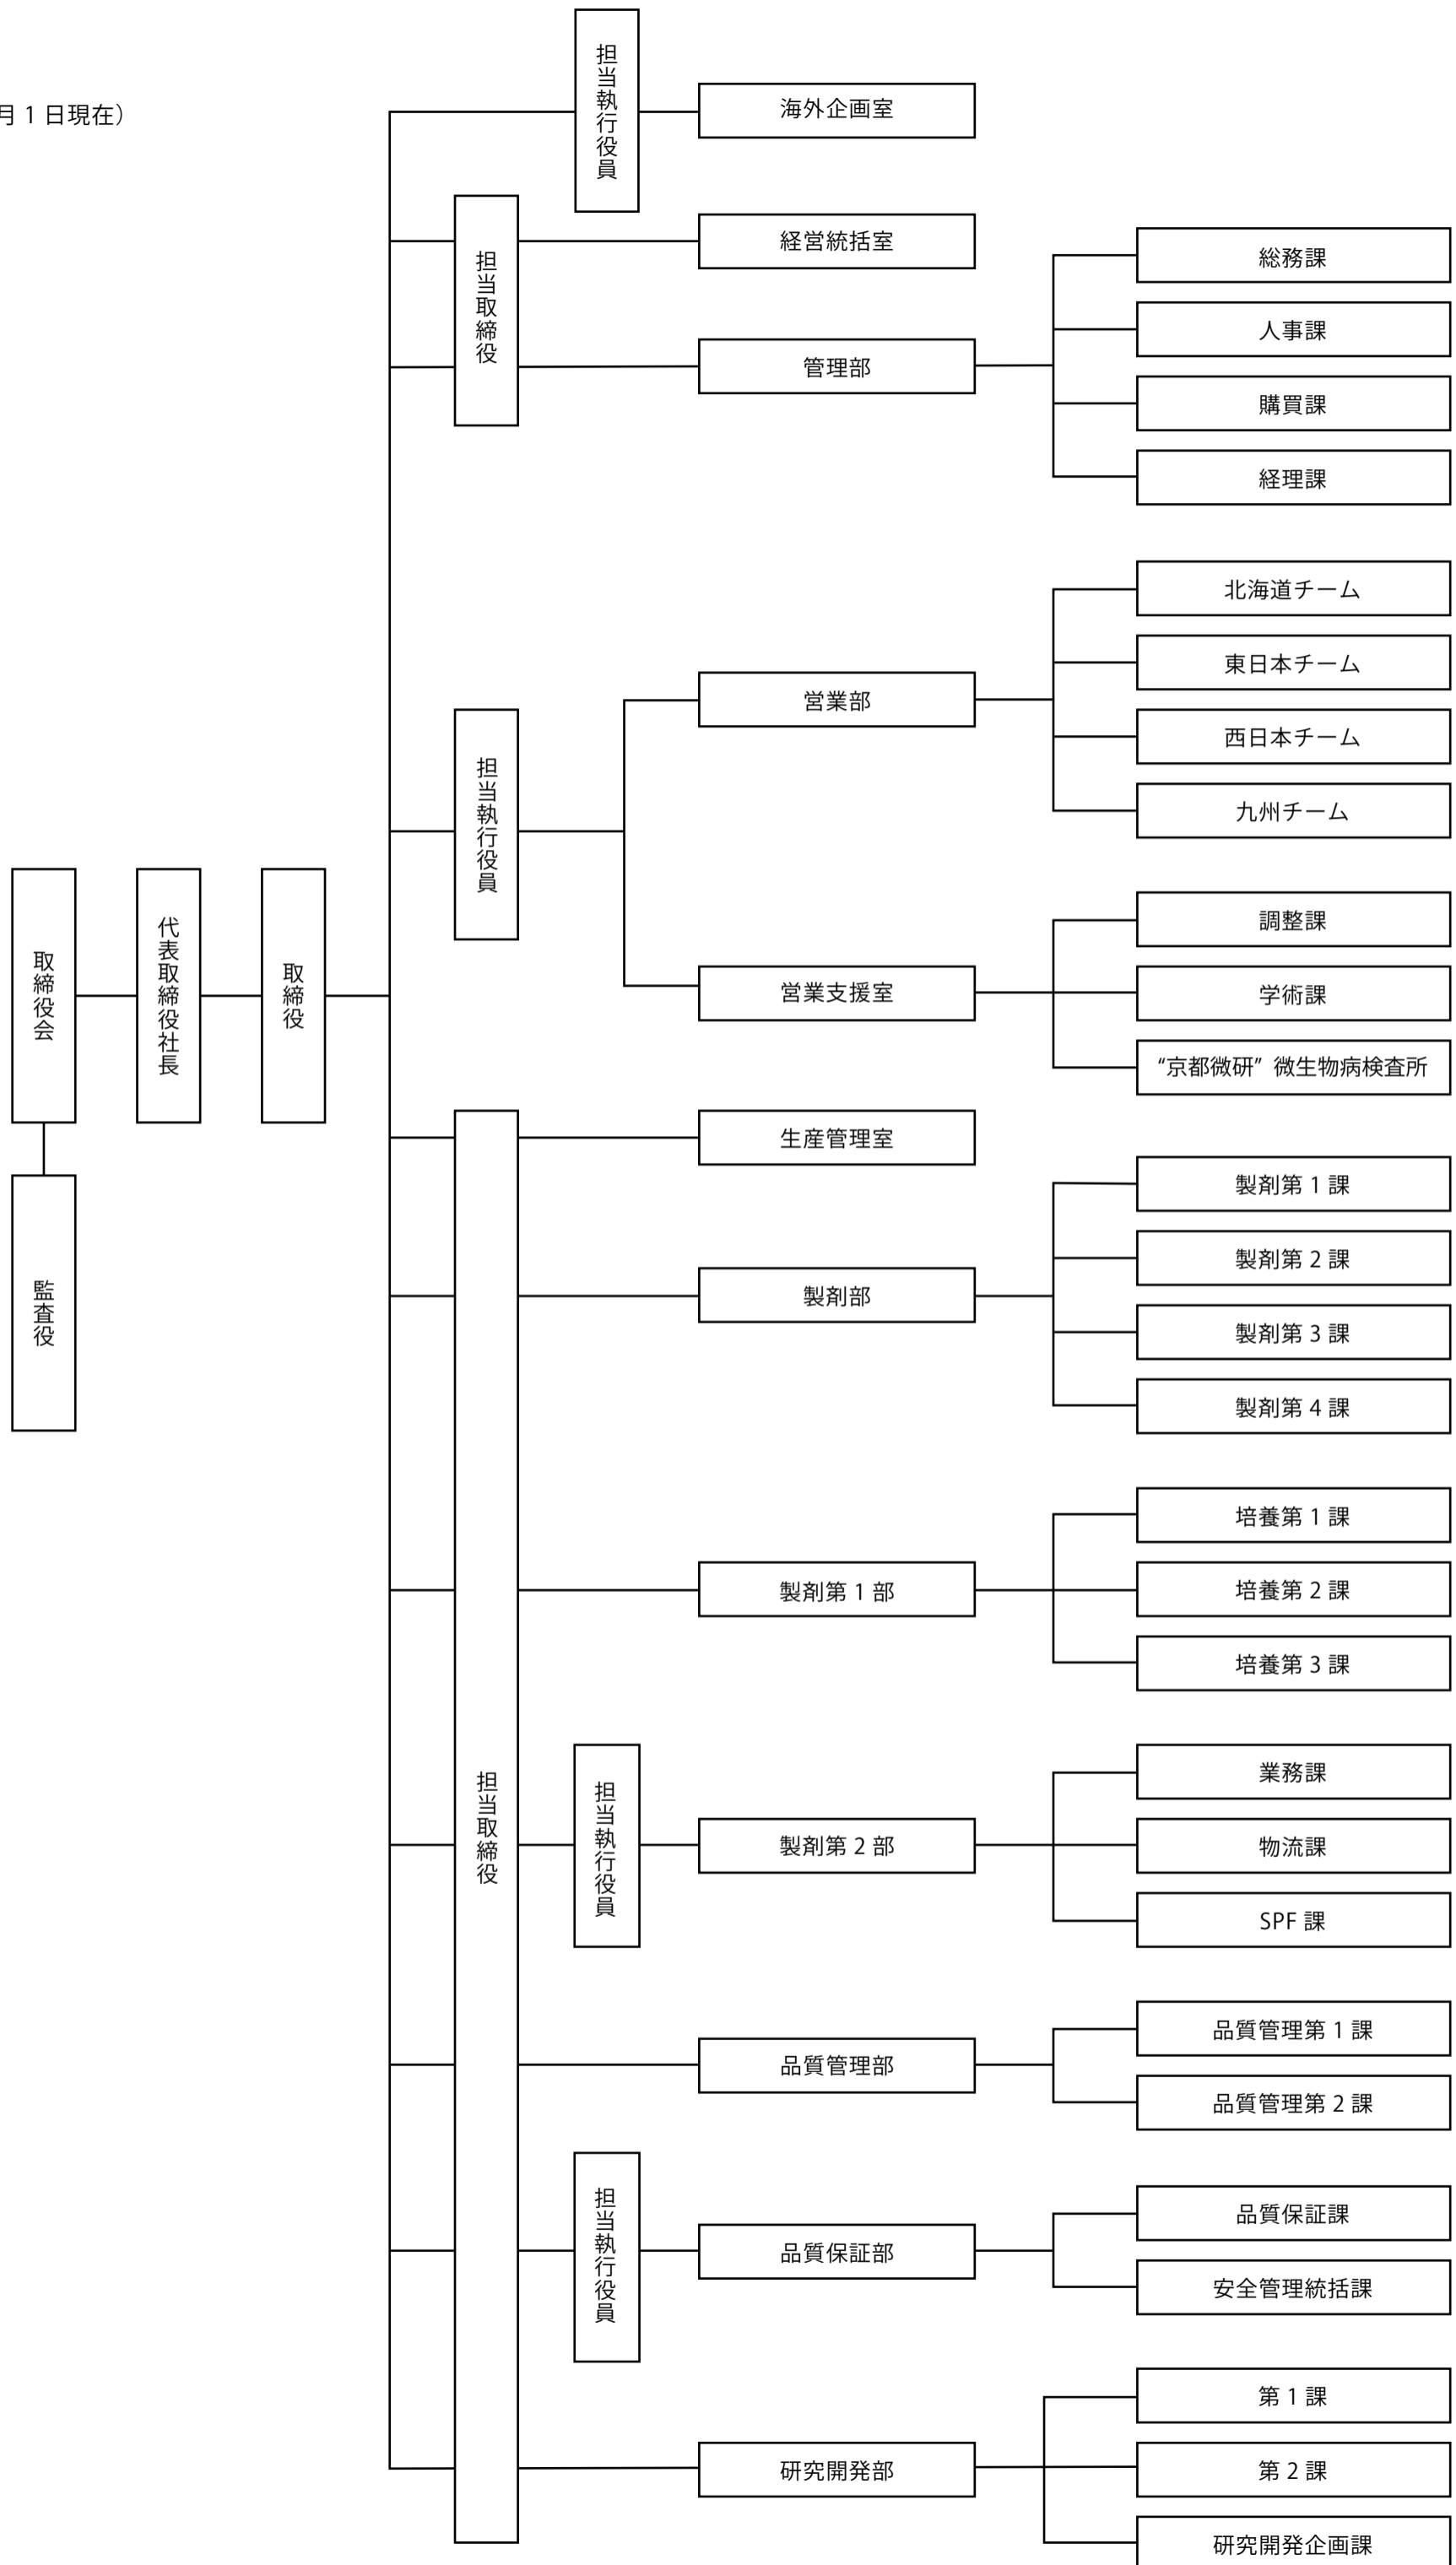 月 1 日現在）
担当執行役員
海外企画室
担当取締役
経営統括室
管理部
総務課
人事課
購買課
経理課
担当執行役員
営業部
北海道チーム
東日本チーム
西日本チーム
九州チーム
営業支援室
調整課
学術課
“京都微研” 微生物病検査所
取締役会
代表取締役社長
取締役
監査役
担当取締役
生産管理室
製剤部
製剤第 1 課
製剤第 2 課
製剤第 3 課
製剤第 4 課
製剤第 1 部
培養第 1 課
培養第 2 課
培養第 3 課
担当執行役員
製剤第 2 部
業務課
物流課
SPF 課
品質管理部
品質管理第 1 課
品質管理第 2 課
担当執行役員
品質保証部
品質保証課
安全管理統括課
研究開発部
第 1 課
第 2 課
研究開発企画課